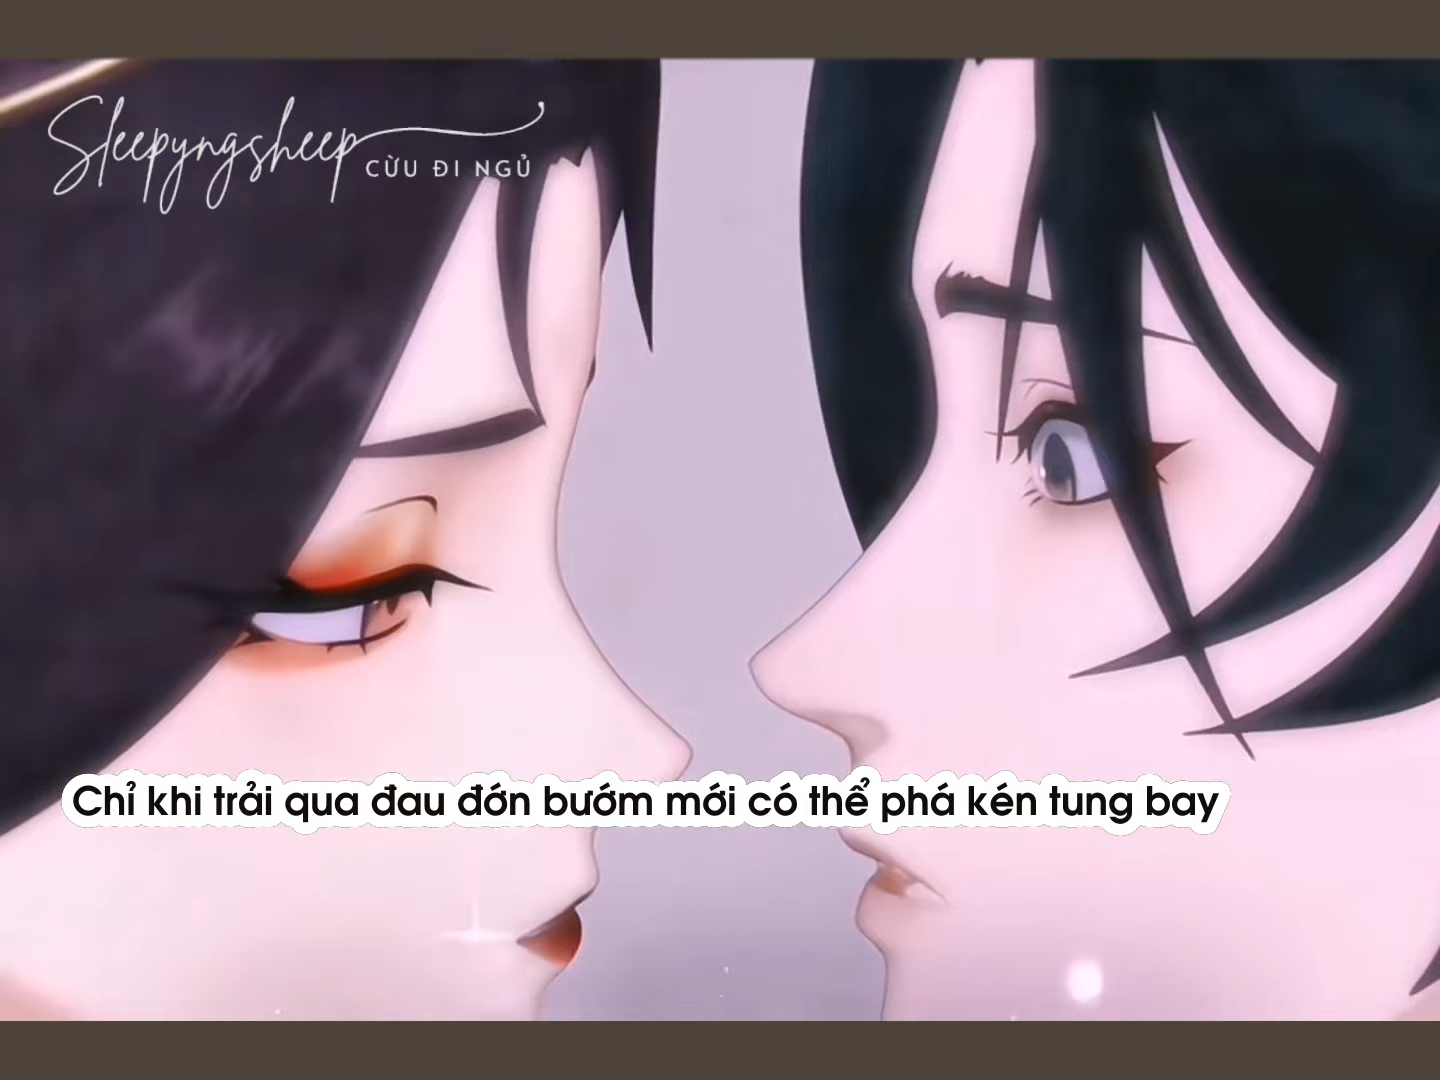 Sleepyngsheep
CỪU ĐI NGỦ
Chỉ khi trải qua đau đớn bướm mới có thể phá kén tung bay